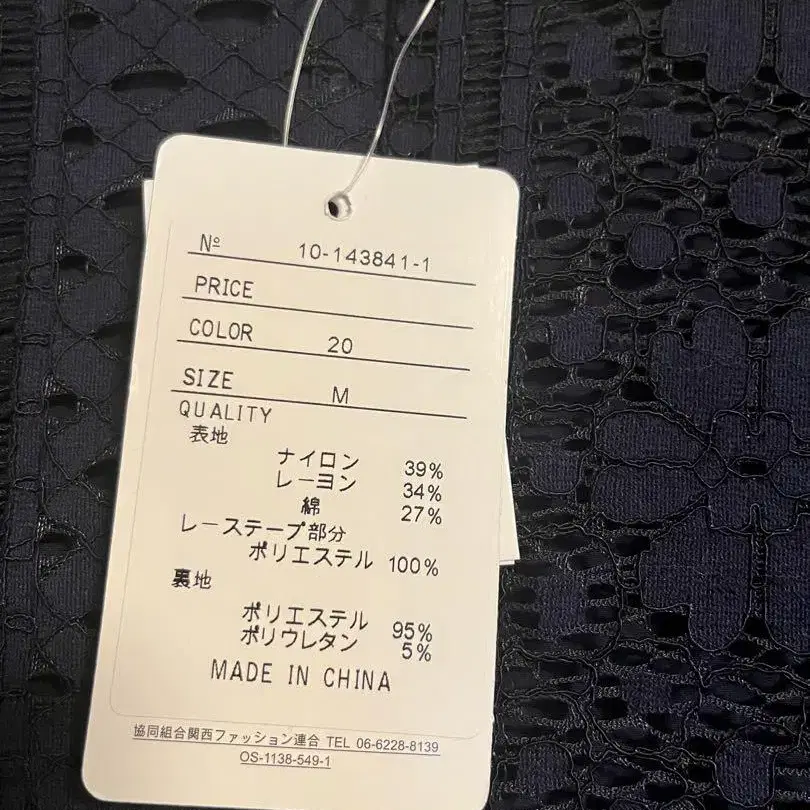 № 10-143841-1
PRICE
COLOR 20
SIZE M
QUALITY
表地
ナイロン 39%
レーヨン 34%
綿 27%
レーステープ部分
ポリエステル 100%
裏地
ポリエステル 95%
ポリウレタン 5%
MADE IN CHINA
協同組合関西ファッション連合 TEL 06-6228-8139
OS-1138-549-1